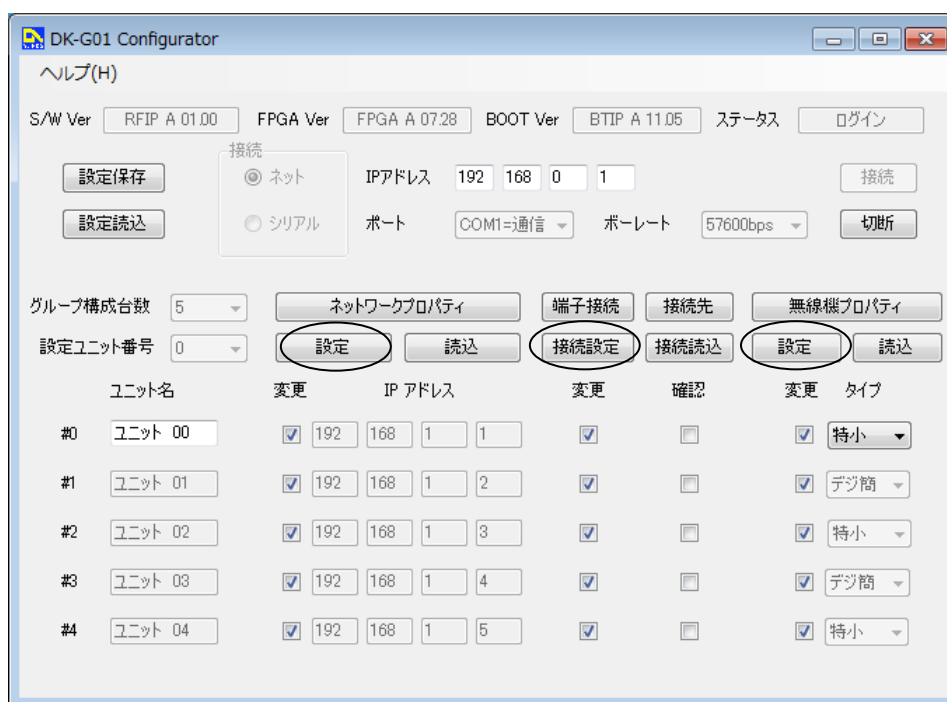 DK-G01 Configurator
ヘルプ(H)
S/W Ver RFIP A 01.00 FPGA Ver FPGA A 07.28 BOOT Ver BTIP A 11.05 ステータス ログイン
接続
設定保存 ネット IPアドレス 192 168 0 1 接続
設定読込 シリアル ポート COM1=通信 ボーレート 57600bps 切断
グループ構成台数 5 ネットワークプロパティ 端子接続 接続先 無線機プロパティ
設定ユニット番号 0 設定 読込 接続設定 接続読込 設定 読込
ユニット名 変更 IP アドレス 変更 確認 変更 タイプ
#0 ユニット 00 192 168 1 1 特小
#1 ユニット 01 192 168 1 2 デジ簡
#2 ユニット 02 192 168 1 3 特小
#3 ユニット 03 192 168 1 4 デジ簡
#4 ユニット 04 192 168 1 5 特小